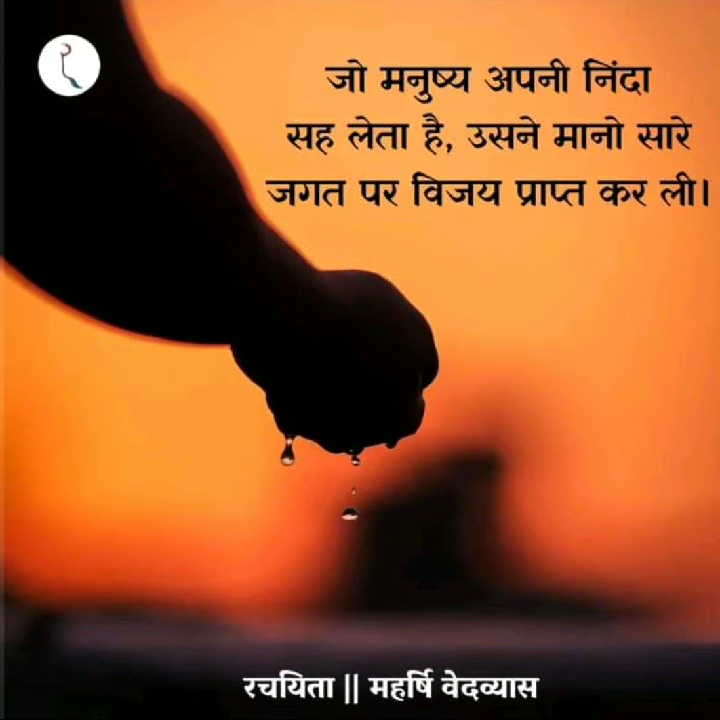 जो मनुष्य अपनी निंदा
सह लेता है, उसने मानो सारे
जगत पर विजय प्राप्त कर ली।
रचयिता || महर्षि वेदव्यास